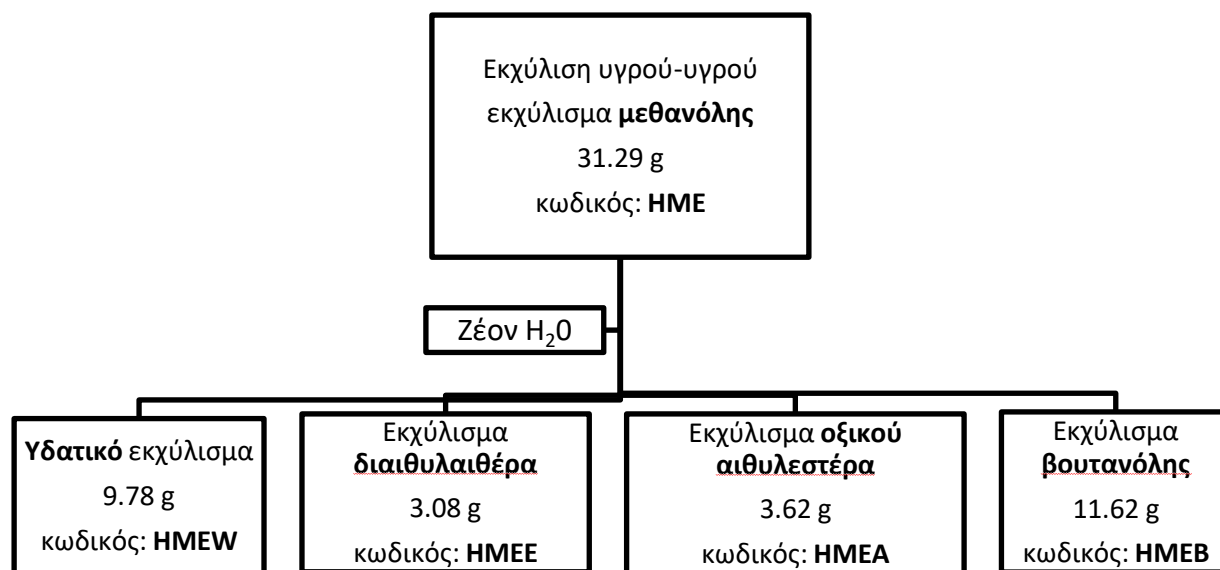 Εκχύλιση υγρού-υγρού
εκχύλισμα μεθανόλης
31.29 g
κωδικός: HME
Ζέον H₂0
Υδατικό εκχύλισμα
9.78 g
κωδικός: HMEW
Εκχύλισμα
διαιθυλαιθέρα
3.08 g
κωδικός: HMEE
Εκχύλισμα οξικού
αιθυλεστέρα
3.62 g
κωδικός: HMEA
Εκχύλισμα
βουτανόλης
11.62 g
κωδικός: HMEB